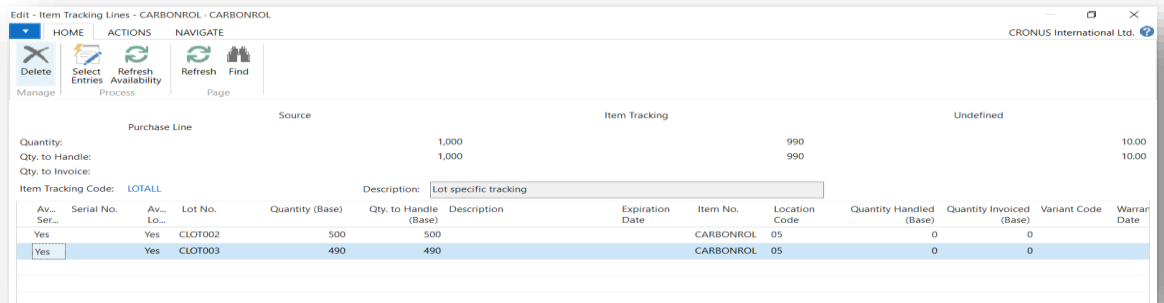 Edit - Item Tracking Lines - CARBONROL · CARBONROL
HOME ACTIONS NAVIGATE CRONUS International Ltd.
Delete Select Entries Refresh Availability Refresh Find
Manage Process Page
Source Item Tracking Undefined
Purchase Line
Quantity: 1,000 990 10.00
Qty. to Handle: 1,000 990 10.00
Qty. to Invoice:
Item Tracking Code: LOTALL Description: Lot specific tracking
Av... Serial No. Av... Lot No. Quantity (Base) Qty. to Handle Description Expiration Item No. Location Quantity Handled Quantity Invoiced Variant Code Warran
Ser... Lo... (Base) Date Code (Base) (Base) Date
Yes Yes CLOT002 500 500 CARBONROL 05 0 0
Yes Yes CLOT003 490 490 CARBONROL 05 0 0